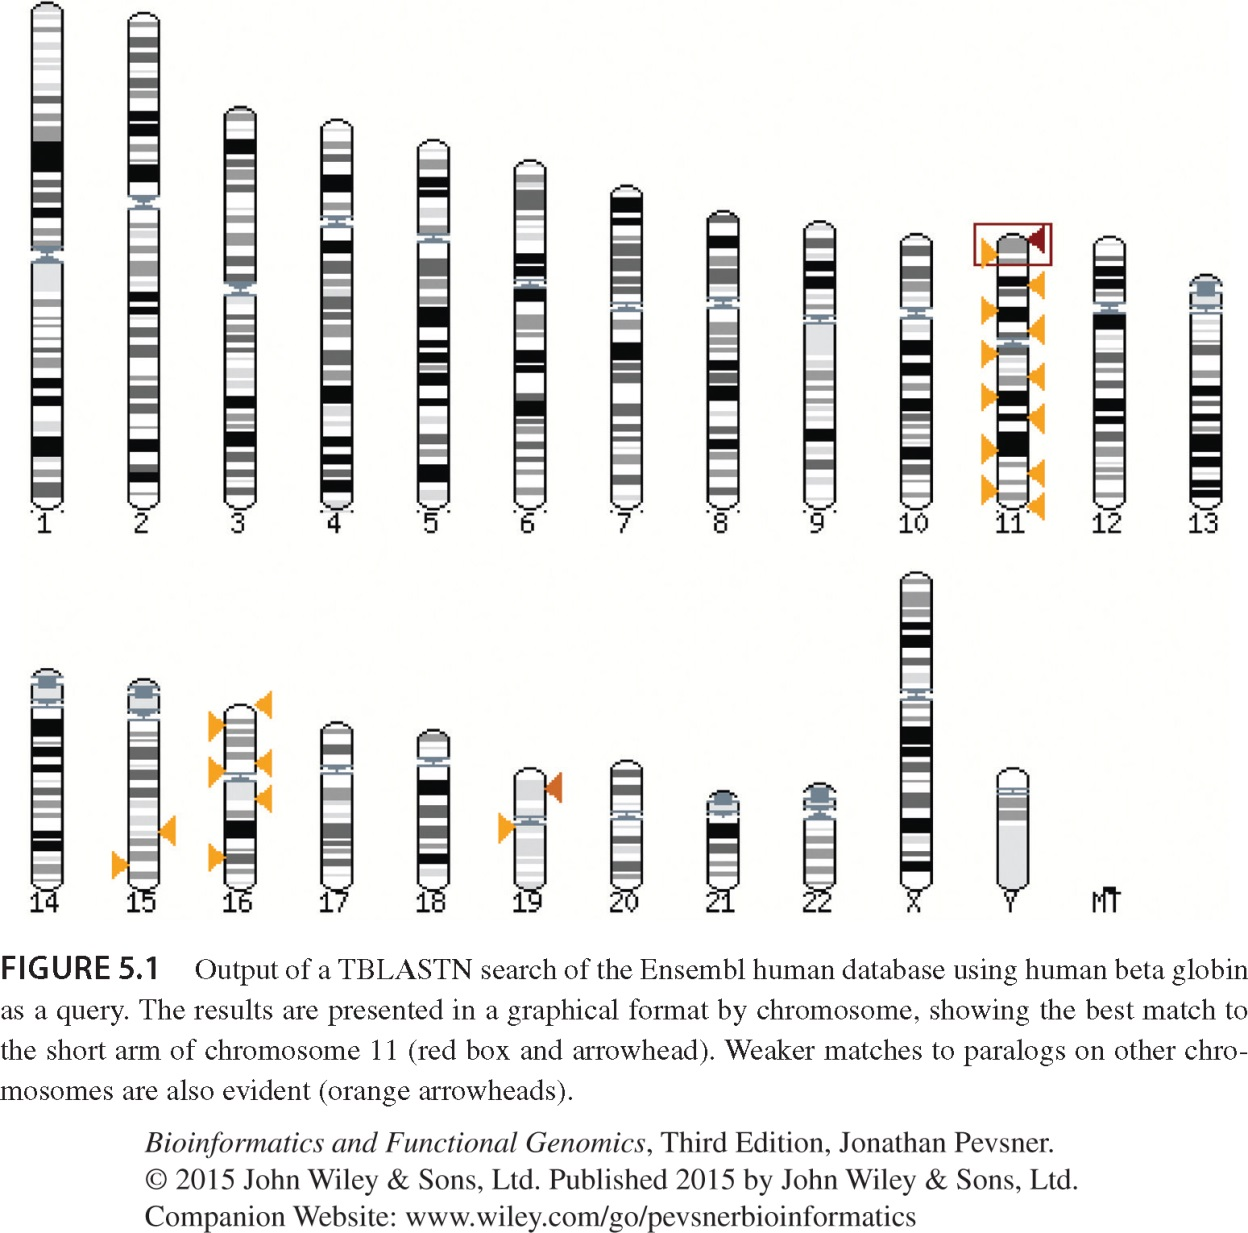 1 2 3 4 5 6 7 8 9 10 11 12 13
14 15 16 17 18 19 20 21 22 X Y MT
FIGURE 5.1 Output of a TBLASTN search of the Ensembl human database using human beta globin
as a query. The results are presented in a graphical format by chromosome, showing the best match to
the short arm of chromosome 11 (red box and arrowhead). Weaker matches to paralogs on other chro-
mosomes are also evident (orange arrowheads).
Bioinformatics and Functional Genomics, Third Edition, Jonathan Pevsner.
© 2015 John Wiley & Sons, Ltd. Published 2015 by John Wiley & Sons, Ltd.
Companion Website: www.wiley.com/go/pevsnerbioinformatics